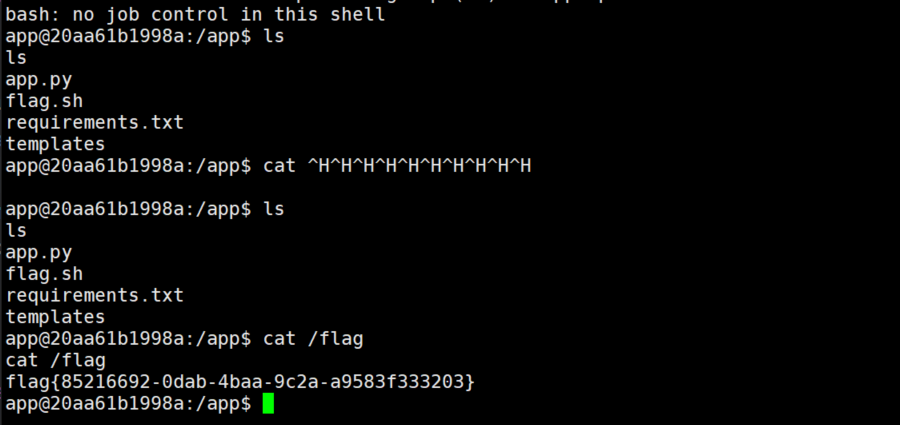 bash: no job control in this shell
app@20aa61b1998a:/app$ ls
ls
app.py
flag.sh
requirements.txt
templates
app@20aa61b1998a:/app$ cat ^H^H^H^H^H^H^H^H^H^H
app@20aa61b1998a:/app$ ls
ls
app.py
flag.sh
requirements.txt
templates
app@20aa61b1998a:/app$ cat /flag
cat /flag
flag{85216692-0dab-4baa-9c2a-a9583f333203}
app@20aa61b1998a:/app$